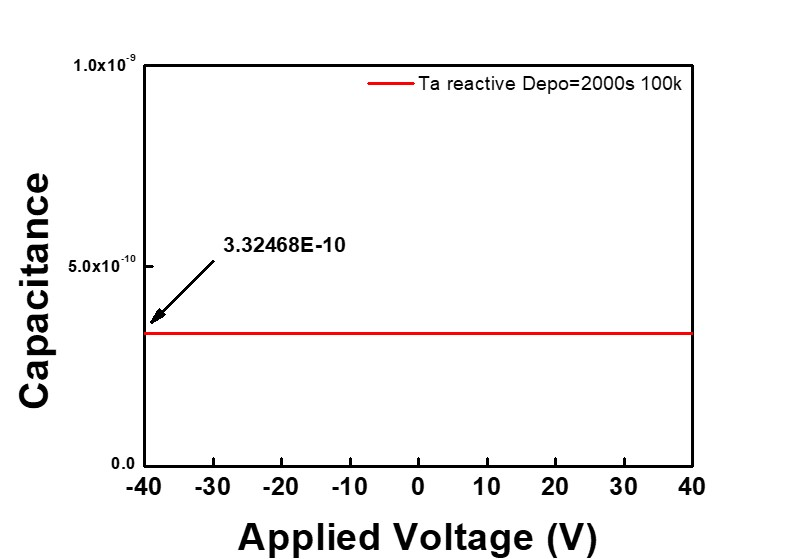 1.0x10⁻⁹
Ta reactive Depo=2000s 100k
Capacitance
3.32468E-10
5.0x10⁻¹⁰
0.0
-40 -30 -20 -10 0 10 20 30 40
Applied Voltage (V)